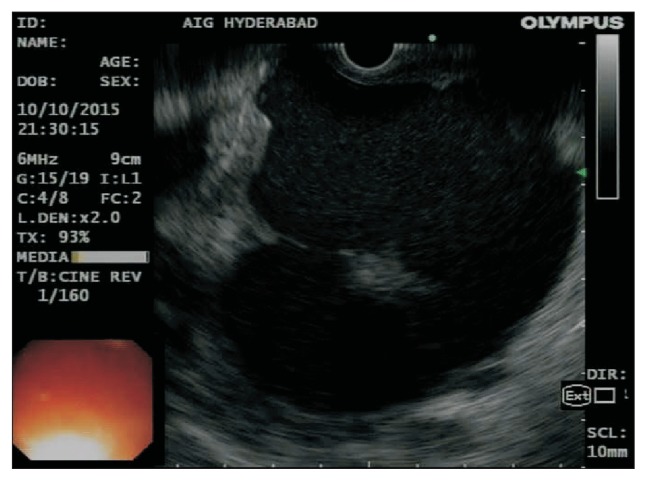 ID: AIG HYDERABAD OLYMPUS
NAME:
AGE:
DOB: SEX:
10/10/2015
21:30:15
6MHz 9cm
G:15/19 I:L1
C:4/8 FC:2
L.DEN:x2.0
TX: 93%
MEDIA
T/B:CINE REV
1/160
DIR:
Ext
SCL:
10mm